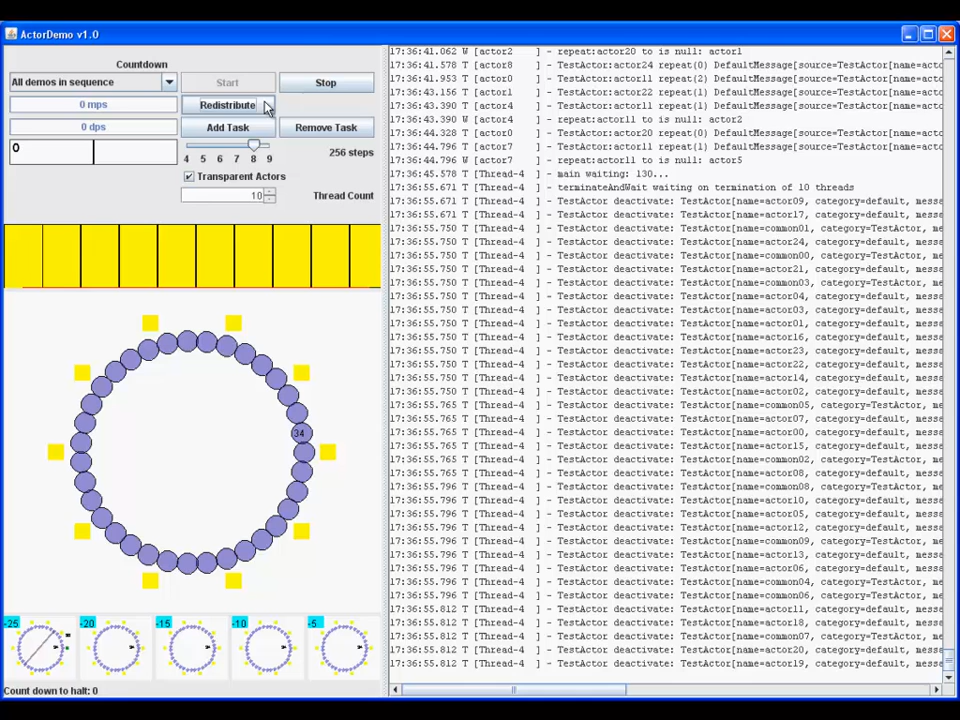 ActorDemo v1.0
Countdown
All demos in sequence
Start
Stop
0 mps
Redistribute
0 dps
Add Task
Remove Task
0
4 5 6 7 8 9
256 steps
Transparent Actors
10
Thread Count
34
-25
-20
-15
-10
-5
Count down to halt: 0
17:36:41.062 W [actor2 ] - repeat:actor20 to is null: actor1
17:36:41.578 T [actor8 ] - TestActor:actor24 repeat(0) DefaultMessage[source=TestActor[name=acto
17:36:41.953 T [actor0 ] - TestActor:actor11 repeat(2) DefaultMessage[source=TestActor[name=acto
17:36:43.156 T [actor1 ] - TestActor:actor22 repeat(1) DefaultMessage[source=TestActor[name=acto
17:36:43.390 T [actor4 ] - TestActor:actor11 repeat(1) DefaultMessage[source=TestActor[name=acto
17:36:43.390 W [actor4 ] - repeat:actor11 to is null: actor2
17:36:44.328 T [actor0 ] - TestActor:actor20 repeat(0) DefaultMessage[source=TestActor[name=acto
17:36:44.796 T [actor7 ] - TestActor:actor11 repeat(0) DefaultMessage[source=TestActor[name=acto
17:36:44.796 W [actor7 ] - repeat:actor11 to is null: actor5
17:36:45.578 T [Thread-4 ] - main waiting: 130...
17:36:55.671 T [Thread-4 ] - terminateAndWait waiting on termination of 10 threads
17:36:55.671 T [Thread-4 ] - TestActor deactivate: TestActor[name=actor09, category=default, messa
17:36:55.671 T [Thread-4 ] - TestActor deactivate: TestActor[name=actor17, category=default, messa
17:36:55.750 T [Thread-4 ] - TestActor deactivate: TestActor[name=common01, category=TestActor, me
17:36:55.750 T [Thread-4 ] - TestActor deactivate: TestActor[name=actor24, category=default, messa
17:36:55.750 T [Thread-4 ] - TestActor deactivate: TestActor[name=common00, category=TestActor, me
17:36:55.750 T [Thread-4 ] - TestActor deactivate: TestActor[name=actor21, category=default, messa
17:36:55.750 T [Thread-4 ] - TestActor deactivate: TestActor[name=common03, category=TestActor, me
17:36:55.750 T [Thread-4 ] - TestActor deactivate: TestActor[name=actor04, category=default, messa
17:36:55.750 T [Thread-4 ] - TestActor deactivate: TestActor[name=actor03, category=default, messa
17:36:55.750 T [Thread-4 ] - TestActor deactivate: TestActor[name=actor01, category=default, messa
17:36:55.750 T [Thread-4 ] - TestActor deactivate: TestActor[name=actor16, category=default, messa
17:36:55.750 T [Thread-4 ] - TestActor deactivate: TestActor[name=actor23, category=default, messa
17:36:55.750 T [Thread-4 ] - TestActor deactivate: TestActor[name=actor22, category=default, messa
17:36:55.750 T [Thread-4 ] - TestActor deactivate: TestActor[name=actor14, category=default, messa
17:36:55.750 T [Thread-4 ] - TestActor deactivate: TestActor[name=actor02, category=default, messa
17:36:55.765 T [Thread-4 ] - TestActor deactivate: TestActor[name=common05, category=TestActor, me
17:36:55.765 T [Thread-4 ] - TestActor deactivate: TestActor[name=actor07, category=default, messa
17:36:55.765 T [Thread-4 ] - TestActor deactivate: TestActor[name=actor00, category=default, messa
17:36:55.765 T [Thread-4 ] - TestActor deactivate: TestActor[name=actor15, category=default, messa
17:36:55.765 T [Thread-4 ] - TestActor deactivate: TestActor[name=common02, category=TestActor, me
17:36:55.765 T [Thread-4 ] - TestActor deactivate: TestActor[name=actor08, category=default, messa
17:36:55.796 T [Thread-4 ] - TestActor deactivate: TestActor[name=common08, category=TestActor, me
17:36:55.796 T [Thread-4 ] - TestActor deactivate: TestActor[name=actor10, category=default, messa
17:36:55.796 T [Thread-4 ] - TestActor deactivate: TestActor[name=actor05, category=default, messa
17:36:55.796 T [Thread-4 ] - TestActor deactivate: TestActor[name=actor12, category=default, messa
17:36:55.796 T [Thread-4 ] - TestActor deactivate: TestActor[name=common09, category=TestActor, me
17:36:55.796 T [Thread-4 ] - TestActor deactivate: TestActor[name=actor13, category=default, messa
17:36:55.796 T [Thread-4 ] - TestActor deactivate: TestActor[name=actor06, category=default, messa
17:36:55.796 T [Thread-4 ] - TestActor deactivate: TestActor[name=common04, category=TestActor, me
17:36:55.796 T [Thread-4 ] - TestActor deactivate: TestActor[name=common06, category=TestActor, me
17:36:55.812 T [Thread-4 ] - TestActor deactivate: TestActor[name=actor11, category=default, messa
17:36:55.812 T [Thread-4 ] - TestActor deactivate: TestActor[name=actor18, category=default, messa
17:36:55.812 T [Thread-4 ] - TestActor deactivate: TestActor[name=common07, category=TestActor, me
17:36:55.812 T [Thread-4 ] - TestActor deactivate: TestActor[name=actor20, category=default, messa
17:36:55.812 T [Thread-4 ] - TestActor deactivate: TestActor[name=actor19, category=default, messa